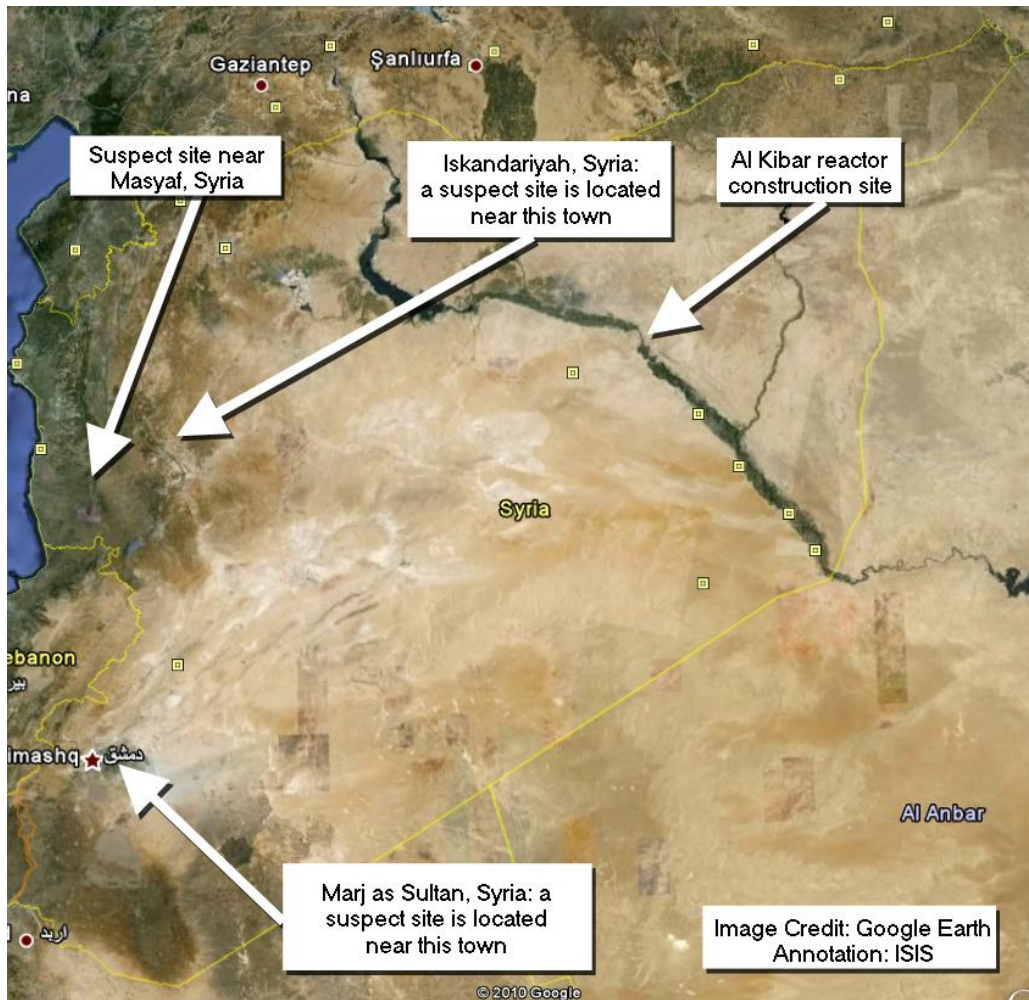 Gaziantep
Şanlıurfa
na
Suspect site near
Masyaf, Syria
Iskandariyah, Syria:
a suspect site is located
near this town
Al Kibar reactor
construction site
Syria
ebanon
بير
imashq
دمشق
Al Anbar
Marj as Sultan, Syria: a
suspect site is located
near this town
اربد
Image Credit: Google Earth
Annotation: ISIS
© 2010 Google